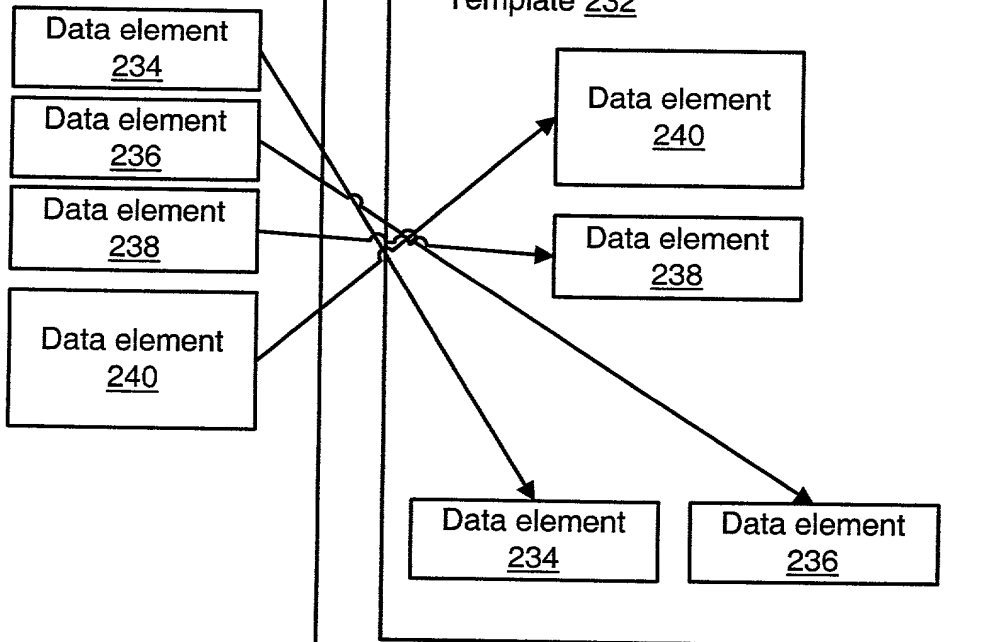 Template 232
Data element
234
Data element
236
Data element
238
Data element
240
Data element
240
Data element
238
Data element
234
Data element
236